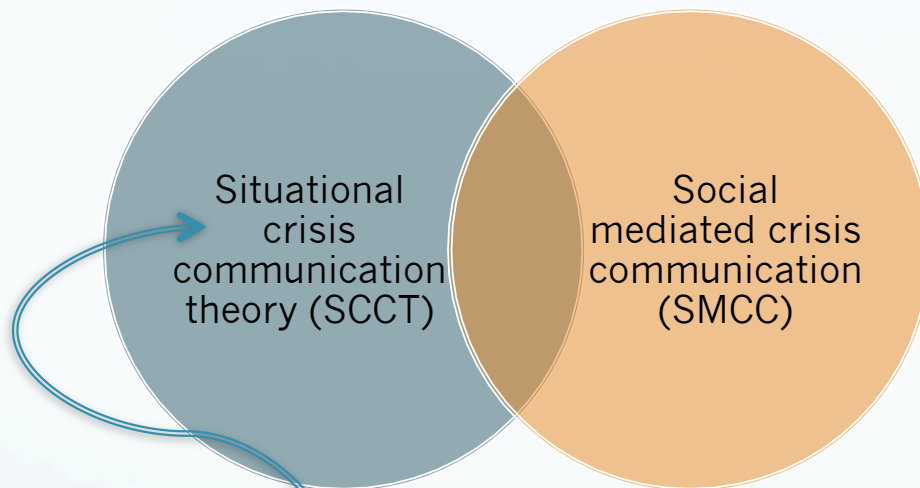 Situational
crisis
communication
theory (SCCT)
Social
mediated crisis
communication
(SMCC)